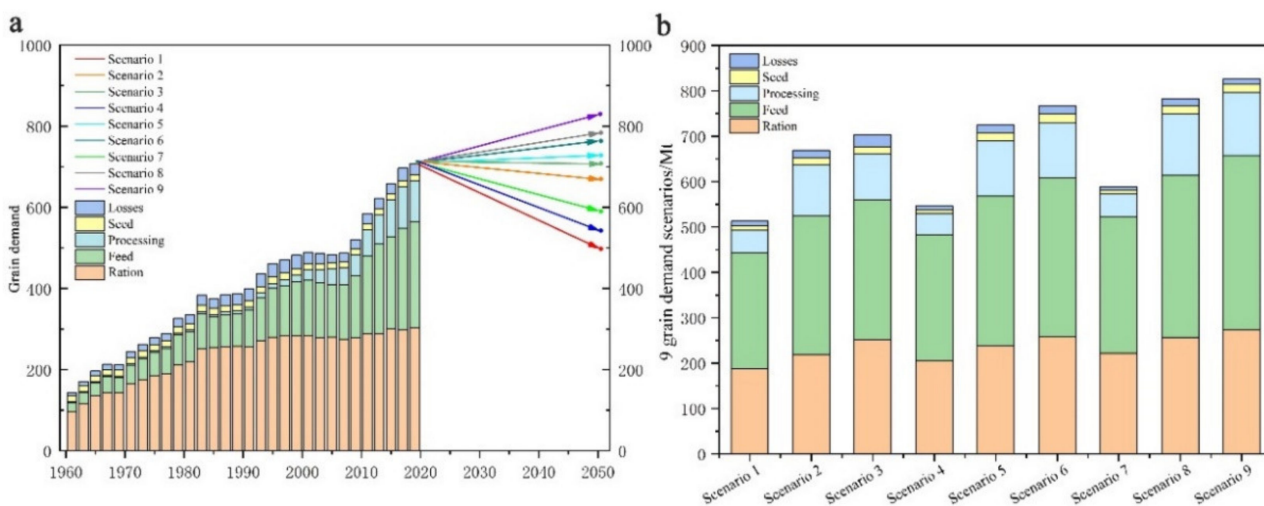 a
1000
800
600
400
200
0
Grain demand
Scenario 1
Scenario 2
Scenario 3
Scenario 4
Scenario 5
Scenario 6
Scenario 7
Scenario 8
Scenario 9
Losses
Seed
Processing
Feed
Ration
1000
800
600
400
200
0
1960 1970 1980 1990 2000 2010 2020 2030 2040 2050
b
900
800
700
600
500
400
300
200
100
0
9 grain demand scenarios/Mt
Losses
Seed
Processing
Feed
Ration
Scenario 1 Scenario 2 Scenario 3 Scenario 4 Scenario 5 Scenario 6 Scenario 7 Scenario 8 Scenario 9